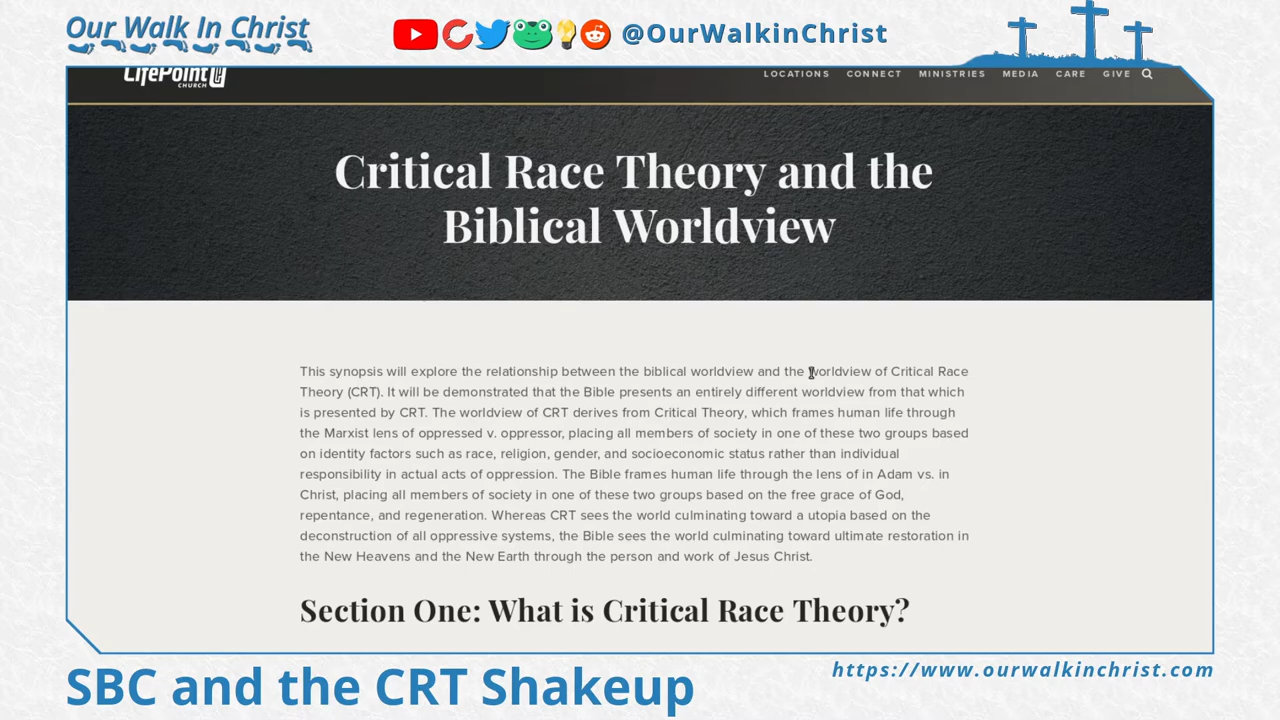 Our Walk In Christ
@OurWalkinChrist
LifePoint
CHURCH
LOCATIONS CONNECT MINISTRIES MEDIA CARE GIVE
Critical Race Theory and the
Biblical Worldview
This synopsis will explore the relationship between the biblical worldview and the worldview of Critical Race
Theory (CRT). It will be demonstrated that the Bible presents an entirely different worldview from that which
is presented by CRT. The worldview of CRT derives from Critical Theory, which frames human life through
the Marxist lens of oppressed v. oppressor, placing all members of society in one of these two groups based
on identity factors such as race, religion, gender, and socioeconomic status rather than individual
responsibility in actual acts of oppression. The Bible frames human life through the lens of in Adam vs. in
Christ, placing all members of society in one of these two groups based on the free grace of God,
repentance, and regeneration. Whereas CRT sees the world culminating toward a utopia based on the
deconstruction of all oppressive systems, the Bible sees the world culminating toward ultimate restoration in
the New Heavens and the New Earth through the person and work of Jesus Christ.
Section One: What is Critical Race Theory?
SBC and the CRT Shakeup
https://www.ourwalkinchrist.com